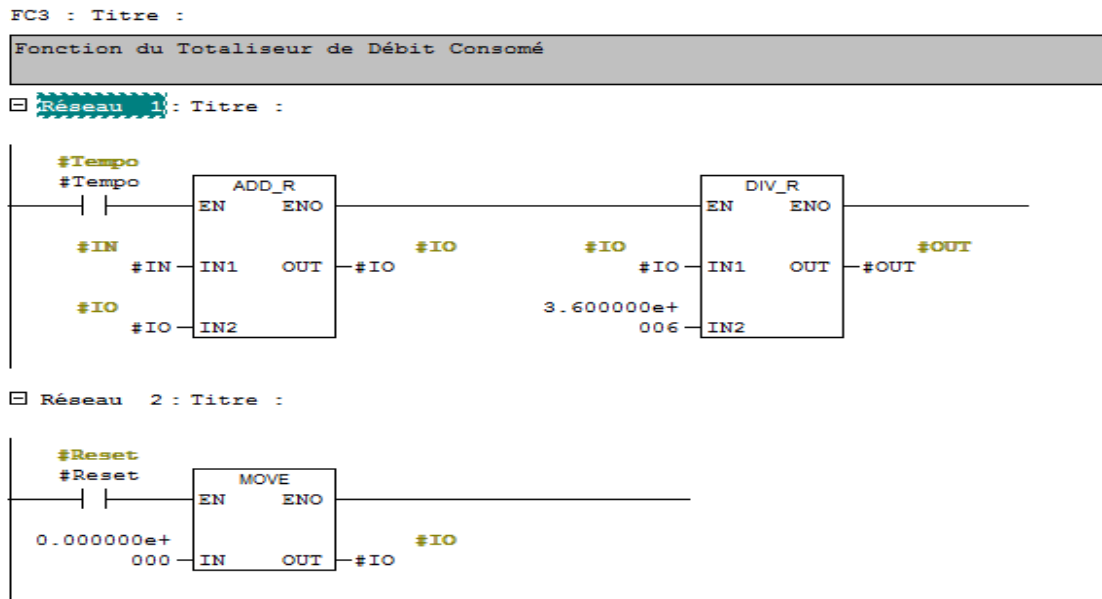 FC3 : Titre :
Fonction du Totaliseur de Débit Consomé
Réseau 1 : Titre :
#Tempo
#Tempo
ADD_R
EN ENO
#IN
#IN IN1 OUT #IO
#IO
#IO
#IO IN2
DIV_R
EN ENO
#IO
#IO IN1 OUT #OUT
#OUT
3.600000e+
006 IN2
Réseau 2 : Titre :
#Reset
#Reset
MOVE
EN ENO
0.000000e+
000 IN OUT #IO
#IO